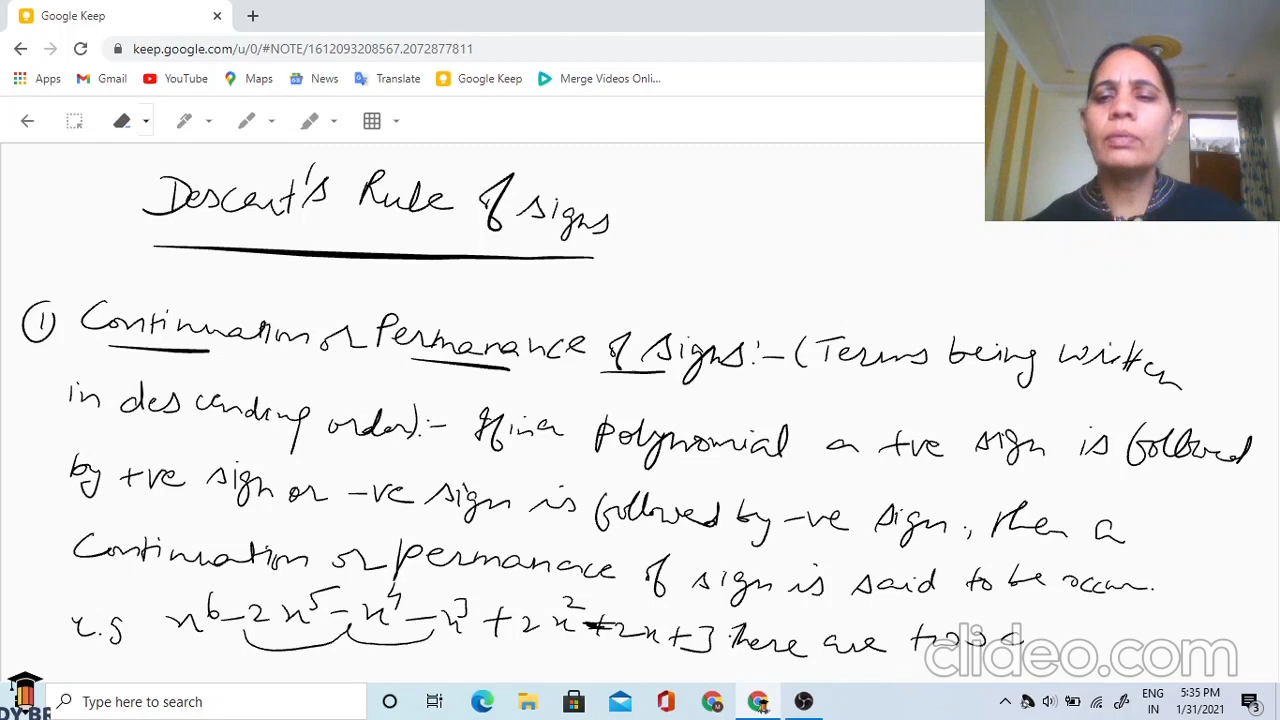 Google Keep
keep.google.com/u/0/#NOTE/1612093208567.2072877811
Apps Gmail YouTube Maps News Translate Google Keep Merge Videos Onli...
Descart's Rule of signs
① Continuation or Permanance of signs:- (Terms being written
in descending order):- If in a polynomial a +ve sign is followed
by +ve sign or -ve sign is followed by -ve sign, then a
Continuation or permanance of sign is said to be occur.
e.g x⁶ - 2x⁵ - x⁴ - x³ + 2x² + 2x + 3 There are two c
clideo.com
DY BR
Type here to search
ENG 5:35 PM
IN 1/31/2021
3